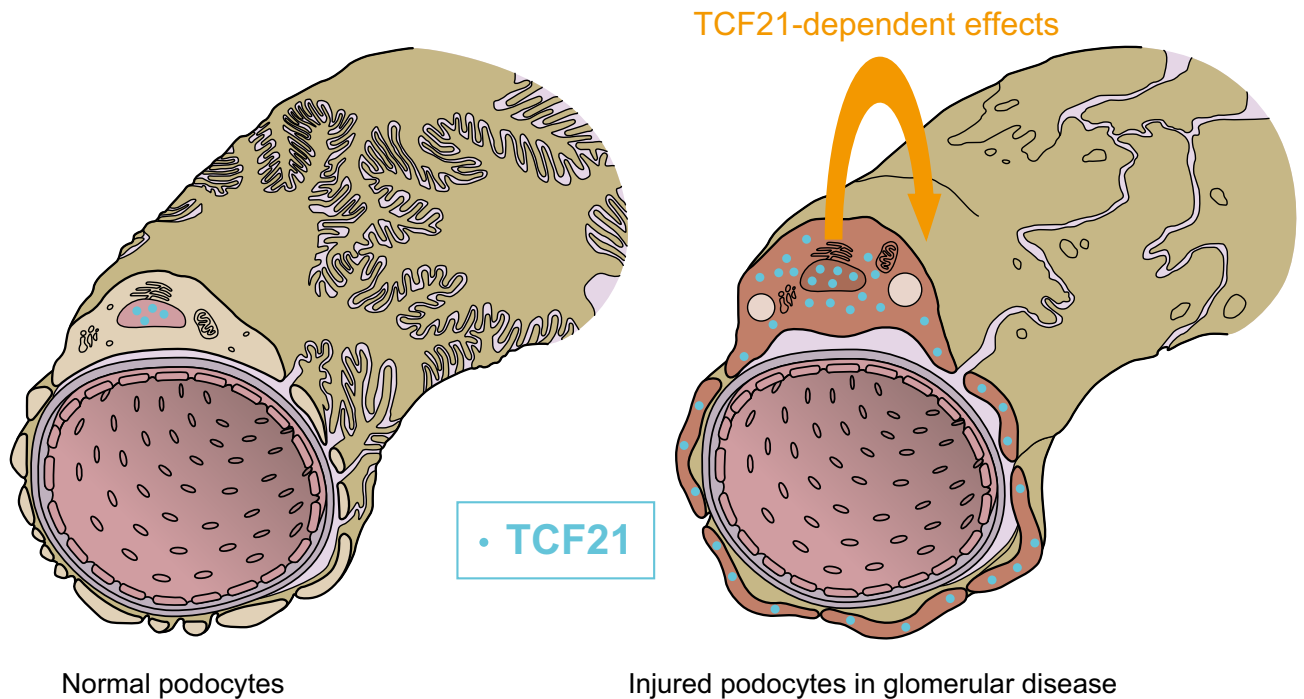 TCF21-dependent effects
• TCF21
Normal podocytes
Injured podocytes in glomerular disease